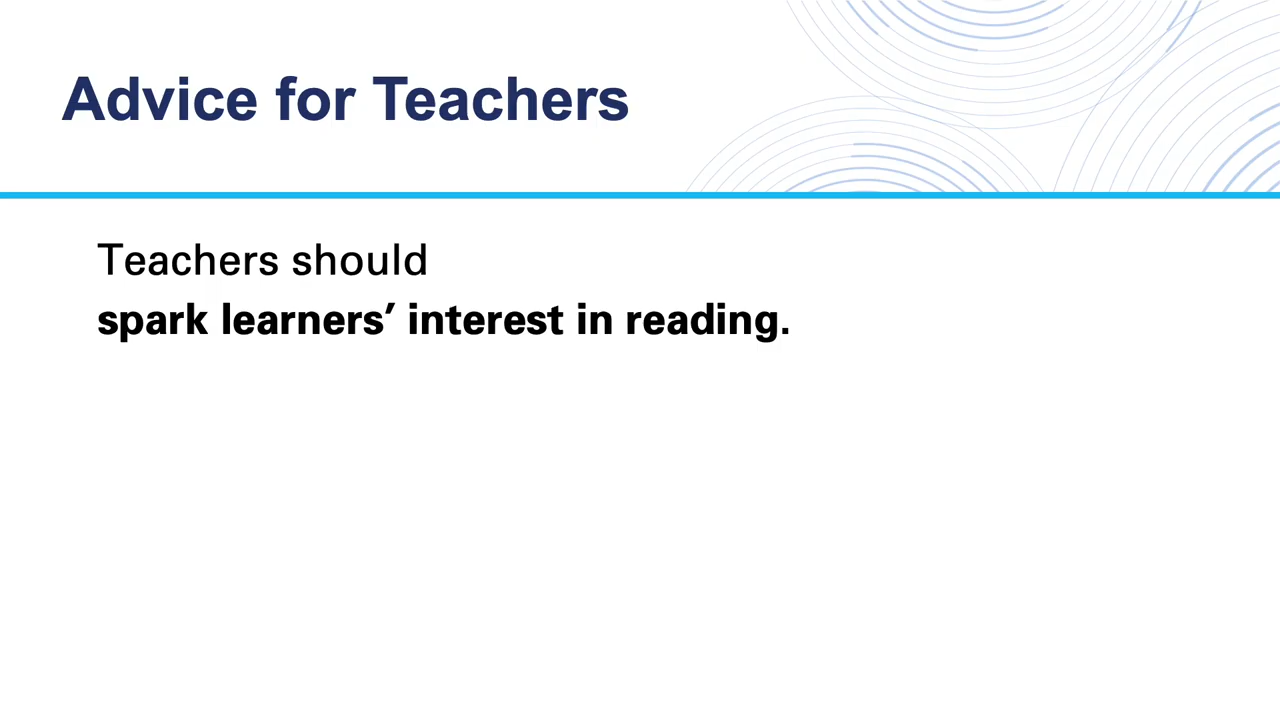 Advice for Teachers
Teachers should
spark learners’ interest in reading.